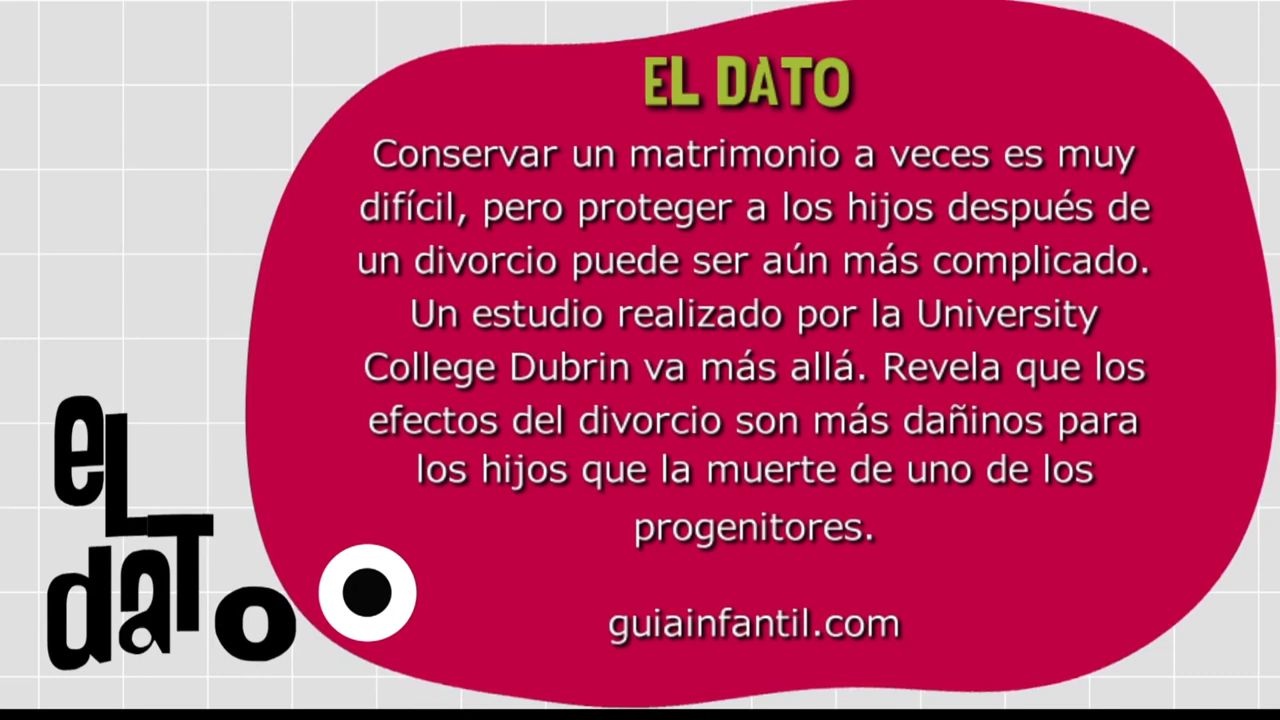 EL DATO
Conservar un matrimonio a veces es muy
difícil, pero proteger a los hijos después de
un divorcio puede ser aún más complicado.
Un estudio realizado por la University
College Dubrin va más allá. Revela que los
efectos del divorcio son más dañinos para
los hijos que la muerte de uno de los
progenitores.
guiainfantil.com
eL
daTo